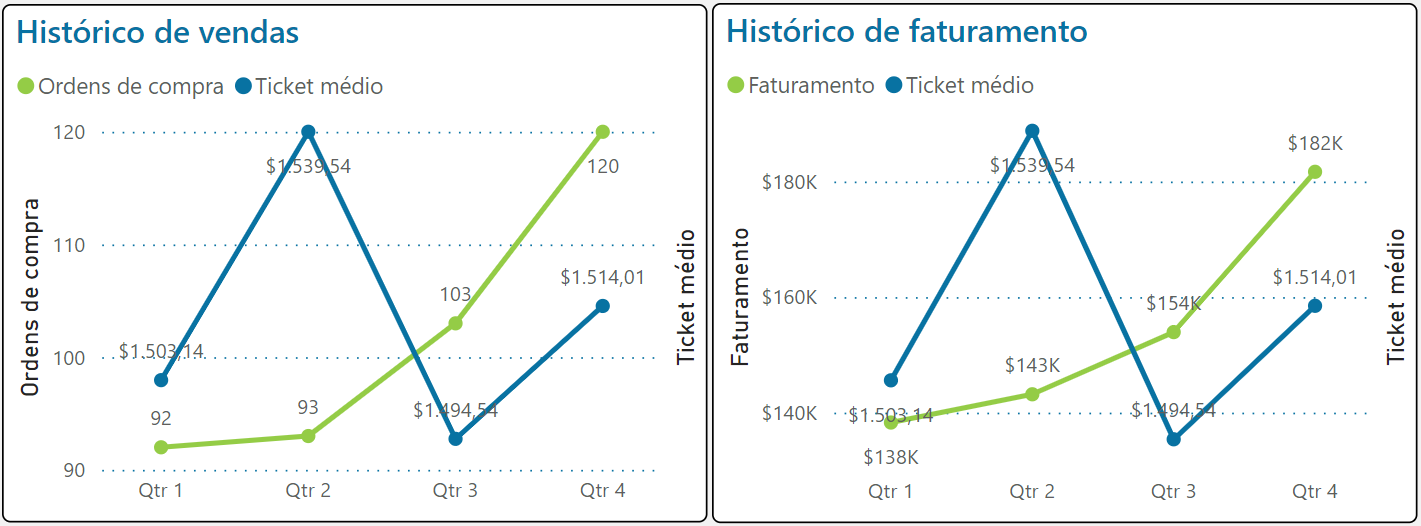 Histórico de vendas
Ordens de compra Ticket médio
120
110
100
90
Ordens de compra
Ticket médio
$1.503,14
$1.539,54
$1.494,54
$1.514,01
92
93
103
120
Qtr 1 Qtr 2 Qtr 3 Qtr 4
Histórico de faturamento
Faturamento Ticket médio
$180K
$160K
$140K
Faturamento
Ticket médio
$1.503,14
$1.539,54
$1.494,54
$1.514,01
$138K
$143K
$154K
$182K
Qtr 1 Qtr 2 Qtr 3 Qtr 4